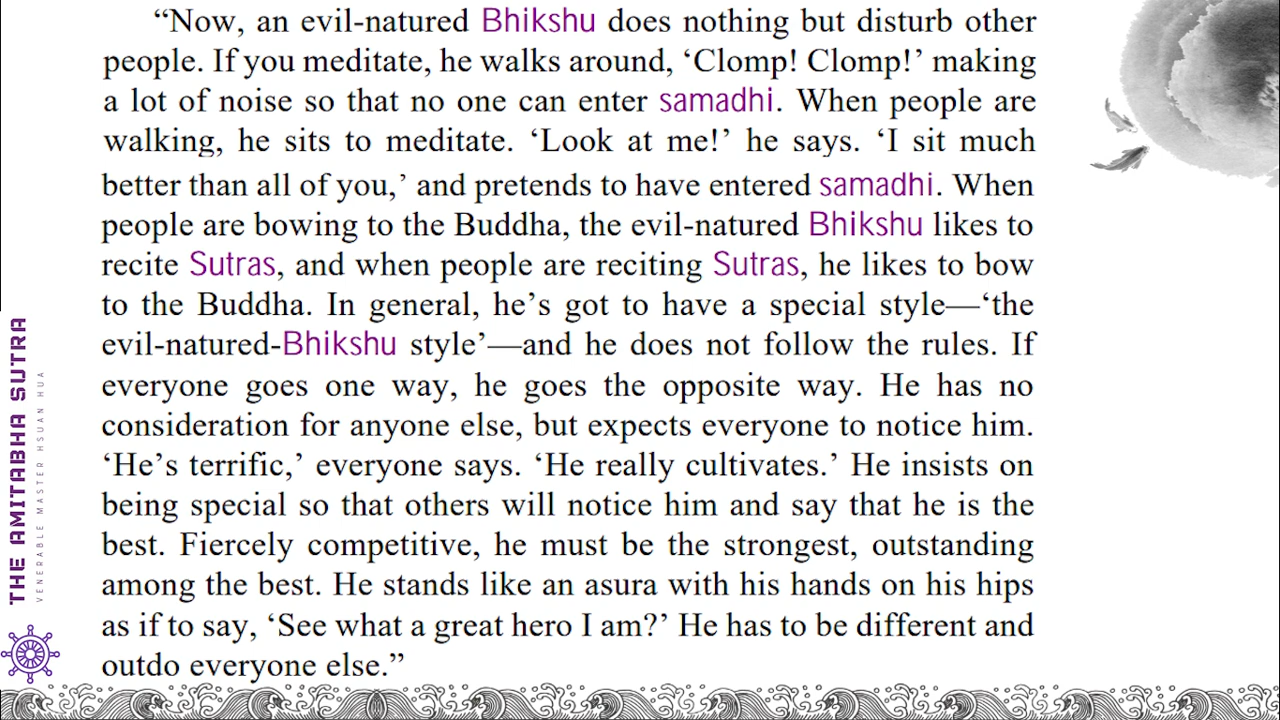 “Now, an evil-natured Bhikshu does nothing but disturb other
people. If you meditate, he walks around, ‘Clomp! Clomp!’ making
a lot of noise so that no one can enter samadhi. When people are
walking, he sits to meditate. ‘Look at me!’ he says. ‘I sit much
better than all of you,’ and pretends to have entered samadhi. When
people are bowing to the Buddha, the evil-natured Bhikshu likes to
recite Sutras, and when people are reciting Sutras, he likes to bow
to the Buddha. In general, he’s got to have a special style—‘the
evil-natured-Bhikshu style’—and he does not follow the rules. If
everyone goes one way, he goes the opposite way. He has no
consideration for anyone else, but expects everyone to notice him.
‘He’s terrific,’ everyone says. ‘He really cultivates.’ He insists on
being special so that others will notice him and say that he is the
best. Fiercely competitive, he must be the strongest, outstanding
among the best. He stands like an asura with his hands on his hips
as if to say, ‘See what a great hero I am?’ He has to be different and
outdo everyone else.”
THE AMITABHA SUTRA
VENERABLE MASTER HSUAN HUA